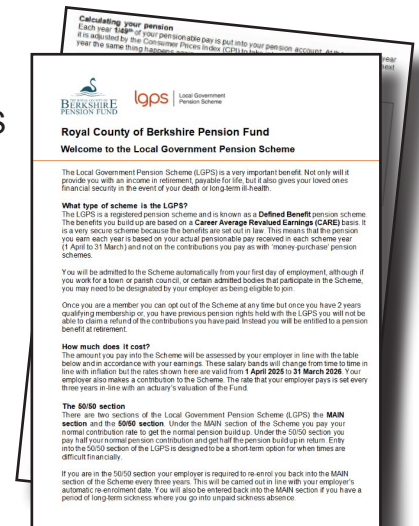 Calculating your pension
Each year 1/49th of your pensionable pay is put into your pension account. At the
it is adjusted by the Consumer Prices Index (CPI) to
year the same thing happens
year
next
S
THE ROYAL COUNTY OF
BERKSHIRE
PENSION FUND
lgps
Local Government
Pension Scheme
Royal County of Berkshire Pension Fund
Welcome to the Local Government Pension Scheme
The Local Government Pension Scheme (LGPS) is a very important benefit. Not only will it
provide you with an income in retirement, payable for life, but it also gives your loved ones
financial security in the event of your death or long-term ill-health.
What type of scheme is the LGPS?
The LGPS is a registered pension scheme and is known as a Defined Benefit pension scheme.
The benefits you build up are based on a Career Average Revalued Earnings (CARE) basis. It
is a very secure scheme because the benefits are set out in law. This means that the pension
you earn each year is based on your actual pensionable pay received in each scheme year
(1 April to 31 March) and not on the contributions you pay as with 'money-purchase' pension
schemes.
You will be admitted to the Scheme automatically from your first day of employment, although if
you work for a town or parish council, or certain admitted bodies that participate in the Scheme,
you may need to be designated by your employer as being eligible to join.
Once you are a member you can opt out of the Scheme at any time but once you have 2 years
qualifying membership or, you have previous pension rights held with the LGPS you will not be
able to claim a refund of the contributions you have paid. Instead you will be entitled to a pension
benefit at retirement.
How much does it cost?
The amount you pay into the Scheme will be assessed by your employer in line with the table
below and in accordance with your earnings. These salary bands will change from time to time in
line with inflation but the rates shown here are valid from 1 April 2025 to 31 March 2026. Your
employer also makes a contribution to the Scheme. The rate that your employer pays is set every
three years in-line with an actuary's valuation of the Fund.
The 50/50 section
There are two sections of the Local Government Pension Scheme (LGPS) the MAIN
section and the 50/50 section. Under the MAIN section of the Scheme you pay your
normal contribution rate to get the normal pension build up. Under the 50/50 section you
pay half your normal pension contribution and get half the pension build up in return. Entry
into the 50/50 section of the LGPS is designed to be a short-term option for when times are
difficult financially.
If you are in the 50/50 section your employer is required to re-enrol you back into the MAIN
section of the Scheme every three years. This will be carried out in line with your employer's
automatic re-enrolment date. You will also be entered back into the MAIN section if you have a
period of long-term sickness where you go into unpaid sickness absence.